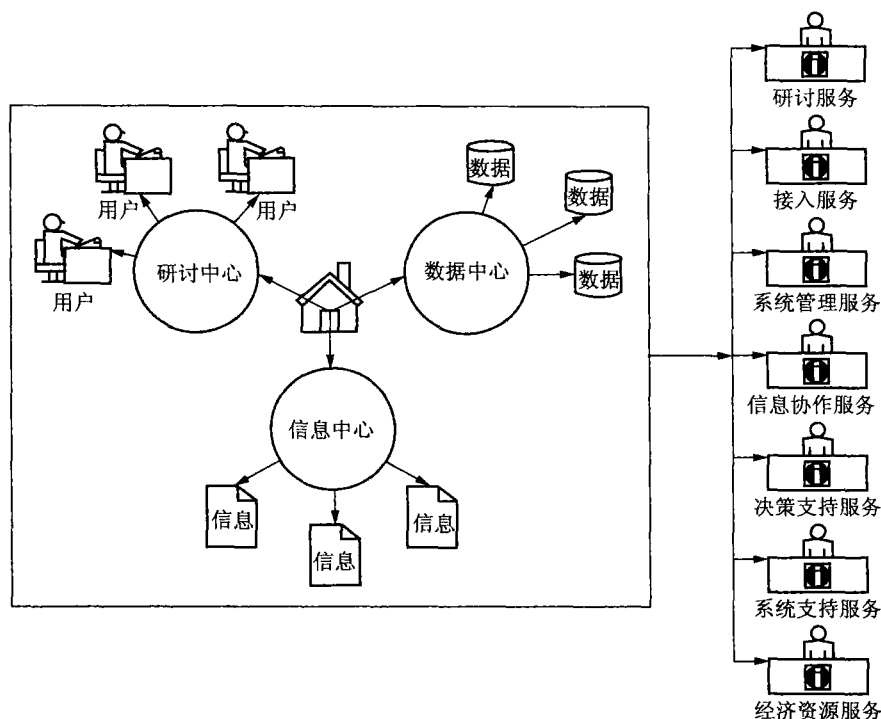 用户
用户
用户
研讨中心
数据
数据
数据
数据中心
信息中心
信息
信息
信息
研讨服务
接入服务
系统管理服务
信息协作服务
决策支持服务
系统支持服务
经济资源服务